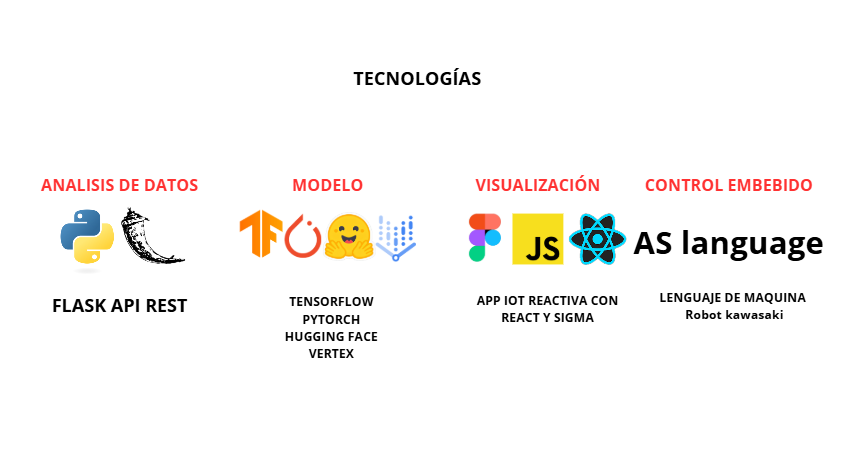 TECNOLOGÍAS
ANALISIS DE DATOS
FLASK API REST
MODELO
TENSORFLOW
PYTORCH
HUGGING FACE
VERTEX
VISUALIZACIÓN
JS
APP IOT REACTIVA CON
REACT Y SIGMA
CONTROL EMBEBIDO
AS language
LENGUAJE DE MAQUINA
Robot kawasaki